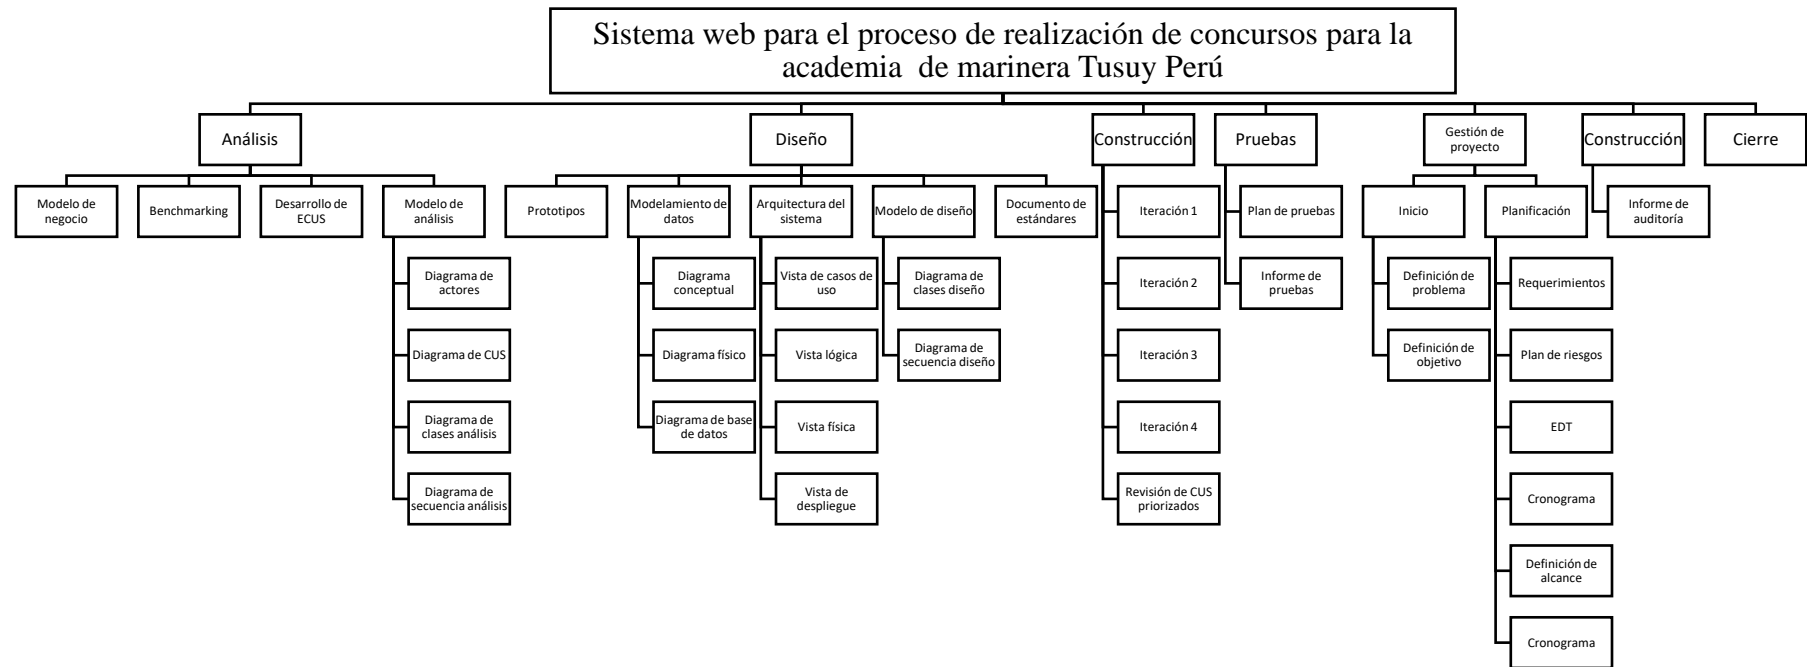 Sistema web para el proceso de realización de concursos para la
academia de marinera Tusuy Perú
Análisis
Diseño
Construcción
Pruebas
Gestión de
proyecto
Construcción
Cierre
Modelo de
negocio
Benchmarking
Desarrollo de
ECUS
Modelo de
análisis
Prototipos
Modelamiento de
datos
Arquitectura del
sistema
Modelo de diseño
Documento de
estándares
Iteración 1
Plan de pruebas
Inicio
Planificación
Informe de
auditoría
Diagrama de
actores
Diagrama
conceptual
Vista de casos de
uso
Diagrama de
clases diseño
Iteración 2
Informe de
pruebas
Definición de
problema
Requerimientos
Diagrama de CUS
Diagrama físico
Vista lógica
Diagrama de
secuencia diseño
Iteración 3
Definición de
objetivo
Plan de riesgos
Diagrama de
clases análisis
Diagrama de base
de datos
Vista física
Iteración 4
EDT
Diagrama de
secuencia análisis
Vista de
despliegue
Revisión de CUS
priorizados
Cronograma
Definición de
alcance
Cronograma